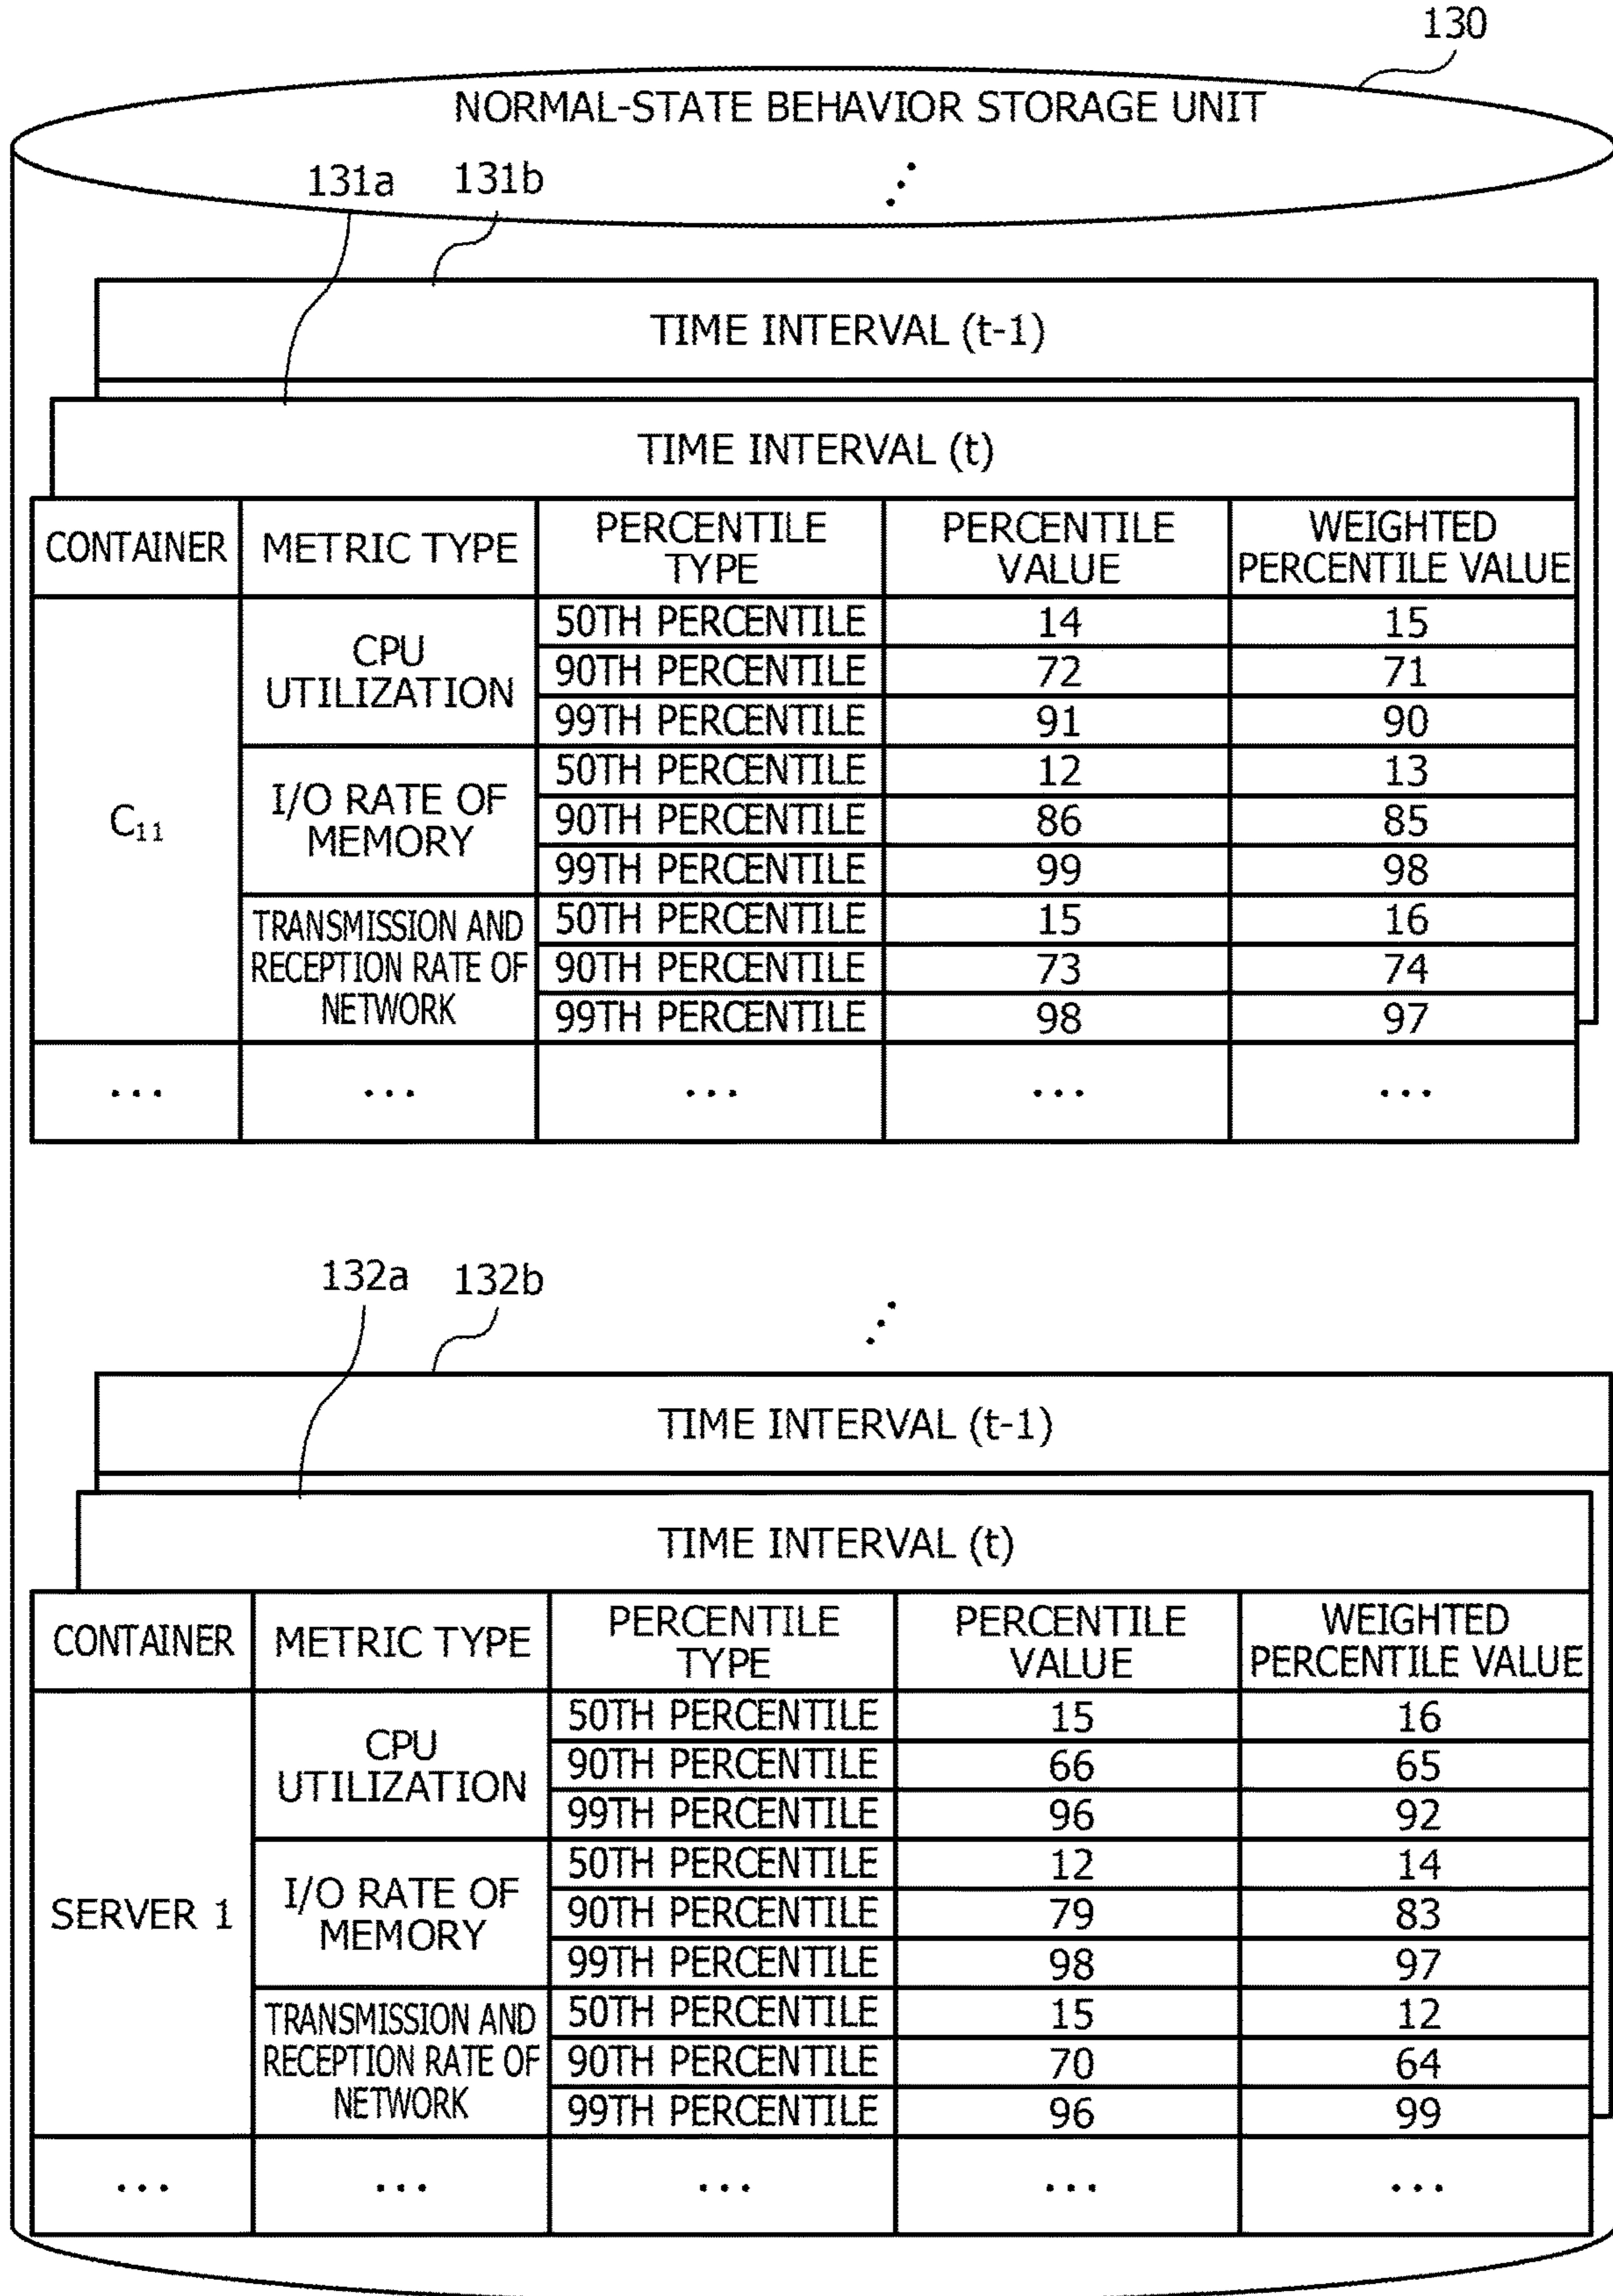 130
NORMAL-STATE BEHAVIOR STORAGE UNIT
131a 131b
TIME INTERVAL (t-1)
TIME INTERVAL (t)
CONTAINER METRIC TYPE PERCENTILE TYPE PERCENTILE VALUE WEIGHTED PERCENTILE VALUE
C₁₁
CPU UTILIZATION
50TH PERCENTILE 14 15
90TH PERCENTILE 72 71
99TH PERCENTILE 91 90
I/O RATE OF MEMORY
50TH PERCENTILE 12 13
90TH PERCENTILE 86 85
99TH PERCENTILE 99 98
TRANSMISSION AND RECEPTION RATE OF NETWORK
50TH PERCENTILE 15 16
90TH PERCENTILE 73 74
99TH PERCENTILE 98 97
... ... ... ... ...
132a 132b
TIME INTERVAL (t-1)
TIME INTERVAL (t)
CONTAINER METRIC TYPE PERCENTILE TYPE PERCENTILE VALUE WEIGHTED PERCENTILE VALUE
SERVER 1
CPU UTILIZATION
50TH PERCENTILE 15 16
90TH PERCENTILE 66 65
99TH PERCENTILE 96 92
I/O RATE OF MEMORY
50TH PERCENTILE 12 14
90TH PERCENTILE 79 83
99TH PERCENTILE 98 97
TRANSMISSION AND RECEPTION RATE OF NETWORK
50TH PERCENTILE 15 12
90TH PERCENTILE 70 64
99TH PERCENTILE 96 99
... ... ... ... ...